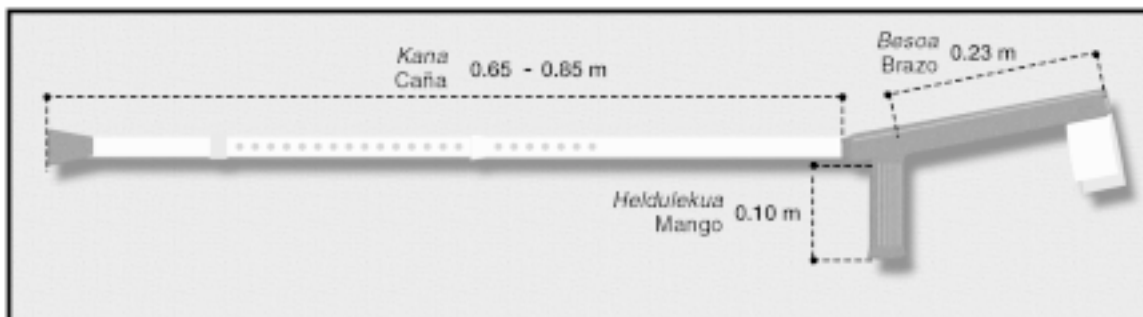 Kana
Caña
0.65 - 0.85 m
Besoa
Brazo
0.23 m
Heldulekua
Mango
0.10 m